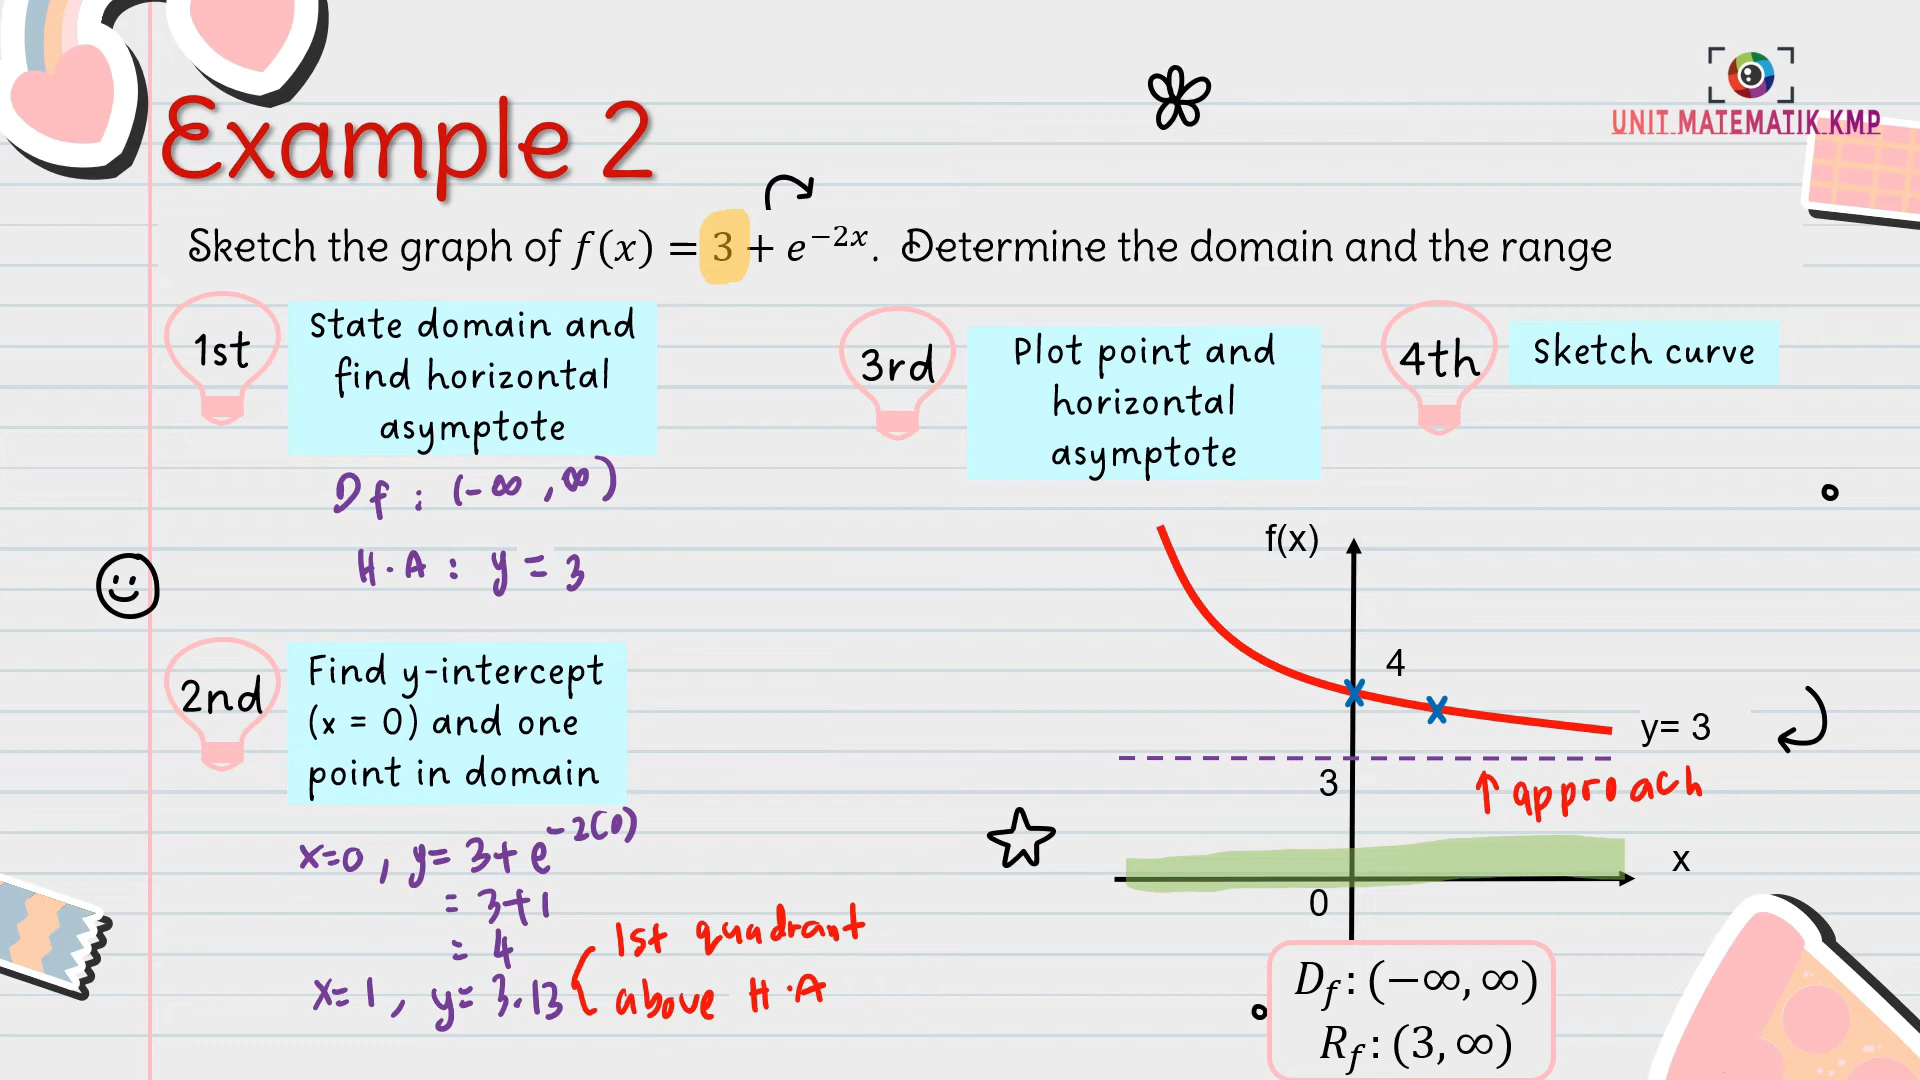 UNIT MATEMATIK KMP
Example 2
Sketch the graph of f(x) = 3 + e^{−2x}. Determine the domain and the range
1st
State domain and
find horizontal
asymptote
Df : (-∞, ∞)
H.A : y = 3
2nd
Find y-intercept
(x = 0) and one
point in domain
x=0, y= 3+e^{-2(0)}
= 3+1
= 4
x=1, y= 3.13
1st quadrant
above H.A
3rd
Plot point and
horizontal
asymptote
4th
Sketch curve
f(x)
4
y= 3
3
↑ approach
x
0
D_f: (−∞, ∞)
R_f: (3, ∞)